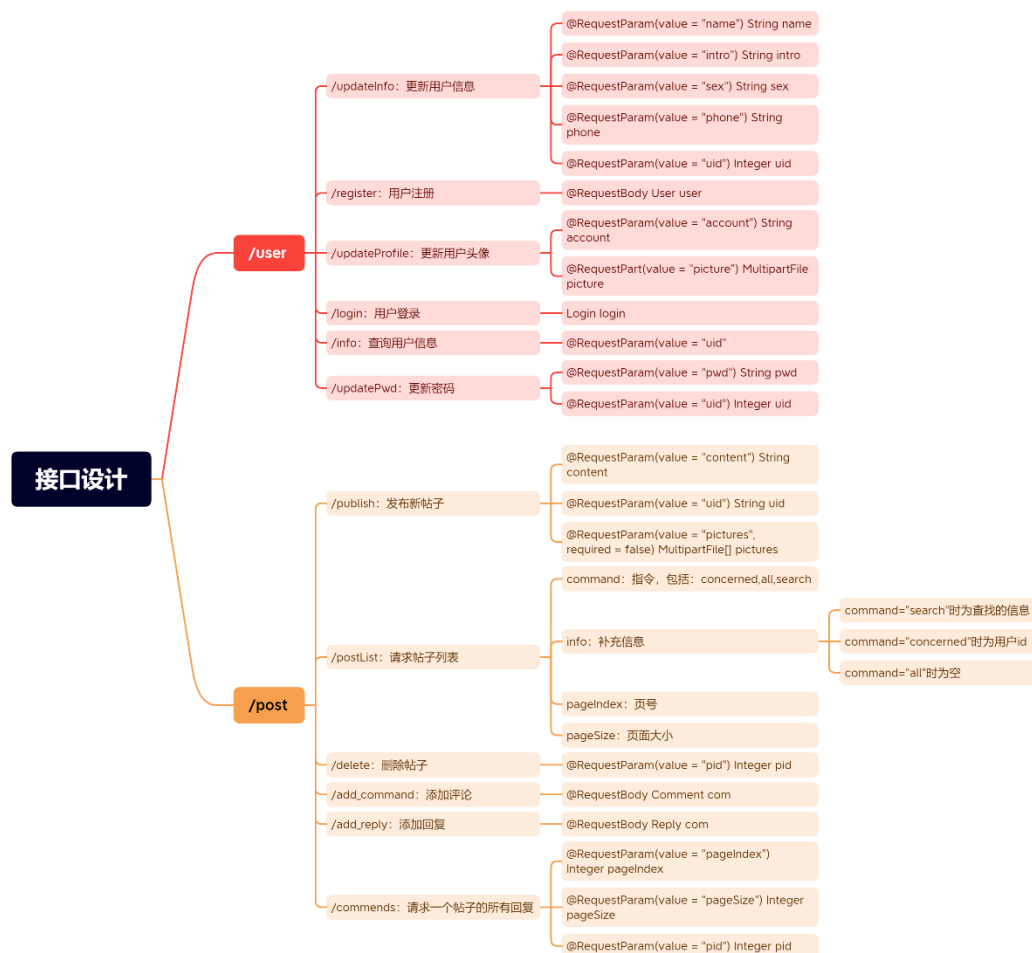 接口设计
/user
/updateInfo：更新用户信息
@RequestParam(value = "name") String name
@RequestParam(value = "intro") String intro
@RequestParam(value = "sex") String sex
@RequestParam(value = "phone") String
phone
@RequestParam(value = "uid") Integer uid
/register：用户注册
@RequestBody User user
/updateProfile：更新用户头像
@RequestParam(value = "account") String
account
@RequestPart(value = "picture") MultipartFile
picture
/login：用户登录
Login login
/info：查询用户信息
@RequestParam(value = "uid"
/updatePwd：更新密码
@RequestParam(value = "pwd") String pwd
@RequestParam(value = "uid") Integer uid
/post
/publish：发布新帖子
@RequestParam(value = "content") String
content
@RequestParam(value = "uid") String uid
@RequestParam(value = "pictures",
required = false) MultipartFile[] pictures
/postList：请求帖子列表
command：指令，包括：concerned,all,search
info：补充信息
command="search"时为查找的信息
command="concerned"时为用户id
command="all"时为空
pageIndex：页号
pageSize：页面大小
/delete：删除帖子
@RequestParam(value = "pid") Integer pid
/add_command：添加评论
@RequestBody Comment com
/add_reply：添加回复
@RequestBody Reply com
/commends：请求一个帖子的所有回复
@RequestParam(value = "pageIndex")
Integer pageIndex
@RequestParam(value = "pageSize") Integer
pageSize
@RequestParam(value = "pid") Integer pid